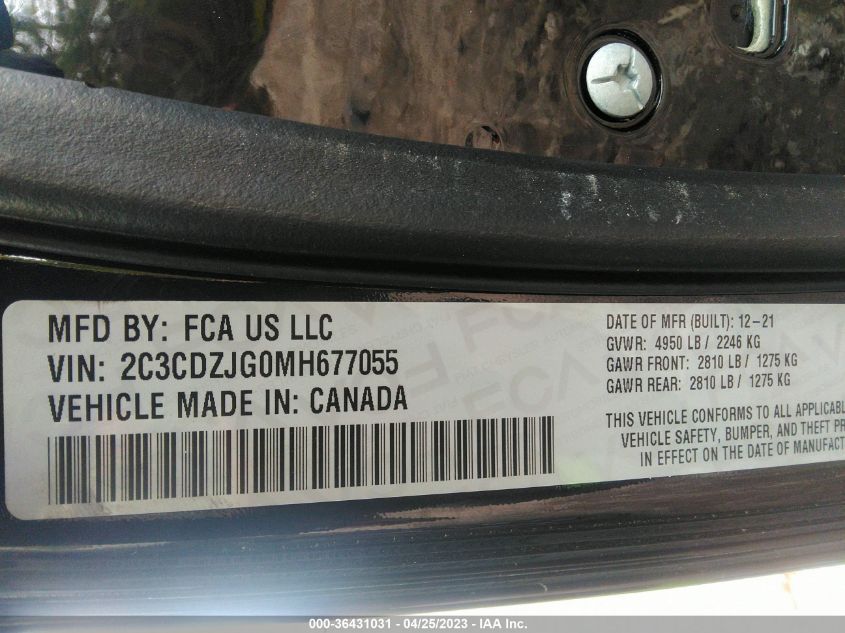 MFD BY: FCA US LLC
VIN: 2C3CDZJG0MH677055
VEHICLE MADE IN: CANADA
DATE OF MFR (BUILT): 12-21
GVWR: 4950 LB / 2246 KG
GAWR FRONT: 2810 LB / 1275 KG
GAWR REAR: 2810 LB / 1275 KG
THIS VEHICLE CONFORMS TO ALL APPLICABL
VEHICLE SAFETY, BUMPER, AND THEFT PR
IN EFFECT ON THE DATE OF MANUFACT
000-36431031 - 04/25/2023 - IAA Inc.